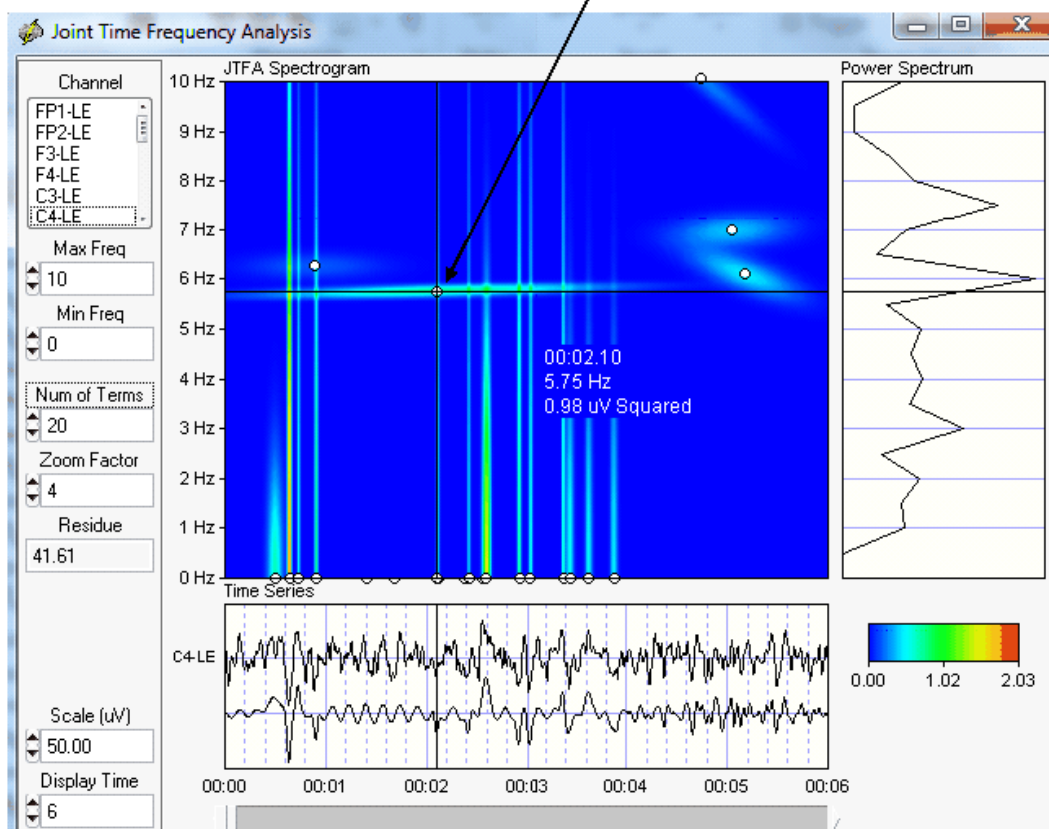 Joint Time Frequency Analysis
Channel
FP1-LE
FP2-LE
F3-LE
F4-LE
C3-LE
C4-LE
Max Freq
10
Min Freq
0
Num of Terms
20
Zoom Factor
4
Residue
41.61
Scale (uV)
50.00
Display Time
6
JTFA Spectrogram
10 Hz
9 Hz
8 Hz
7 Hz
6 Hz
5 Hz
4 Hz
3 Hz
2 Hz
1 Hz
0 Hz
00:02.10
5.75 Hz
0.98 uV Squared
Power Spectrum
Time Series
C4-LE
00:00 00:01 00:02 00:03 00:04 00:05 00:06
0.00 1.02 2.03